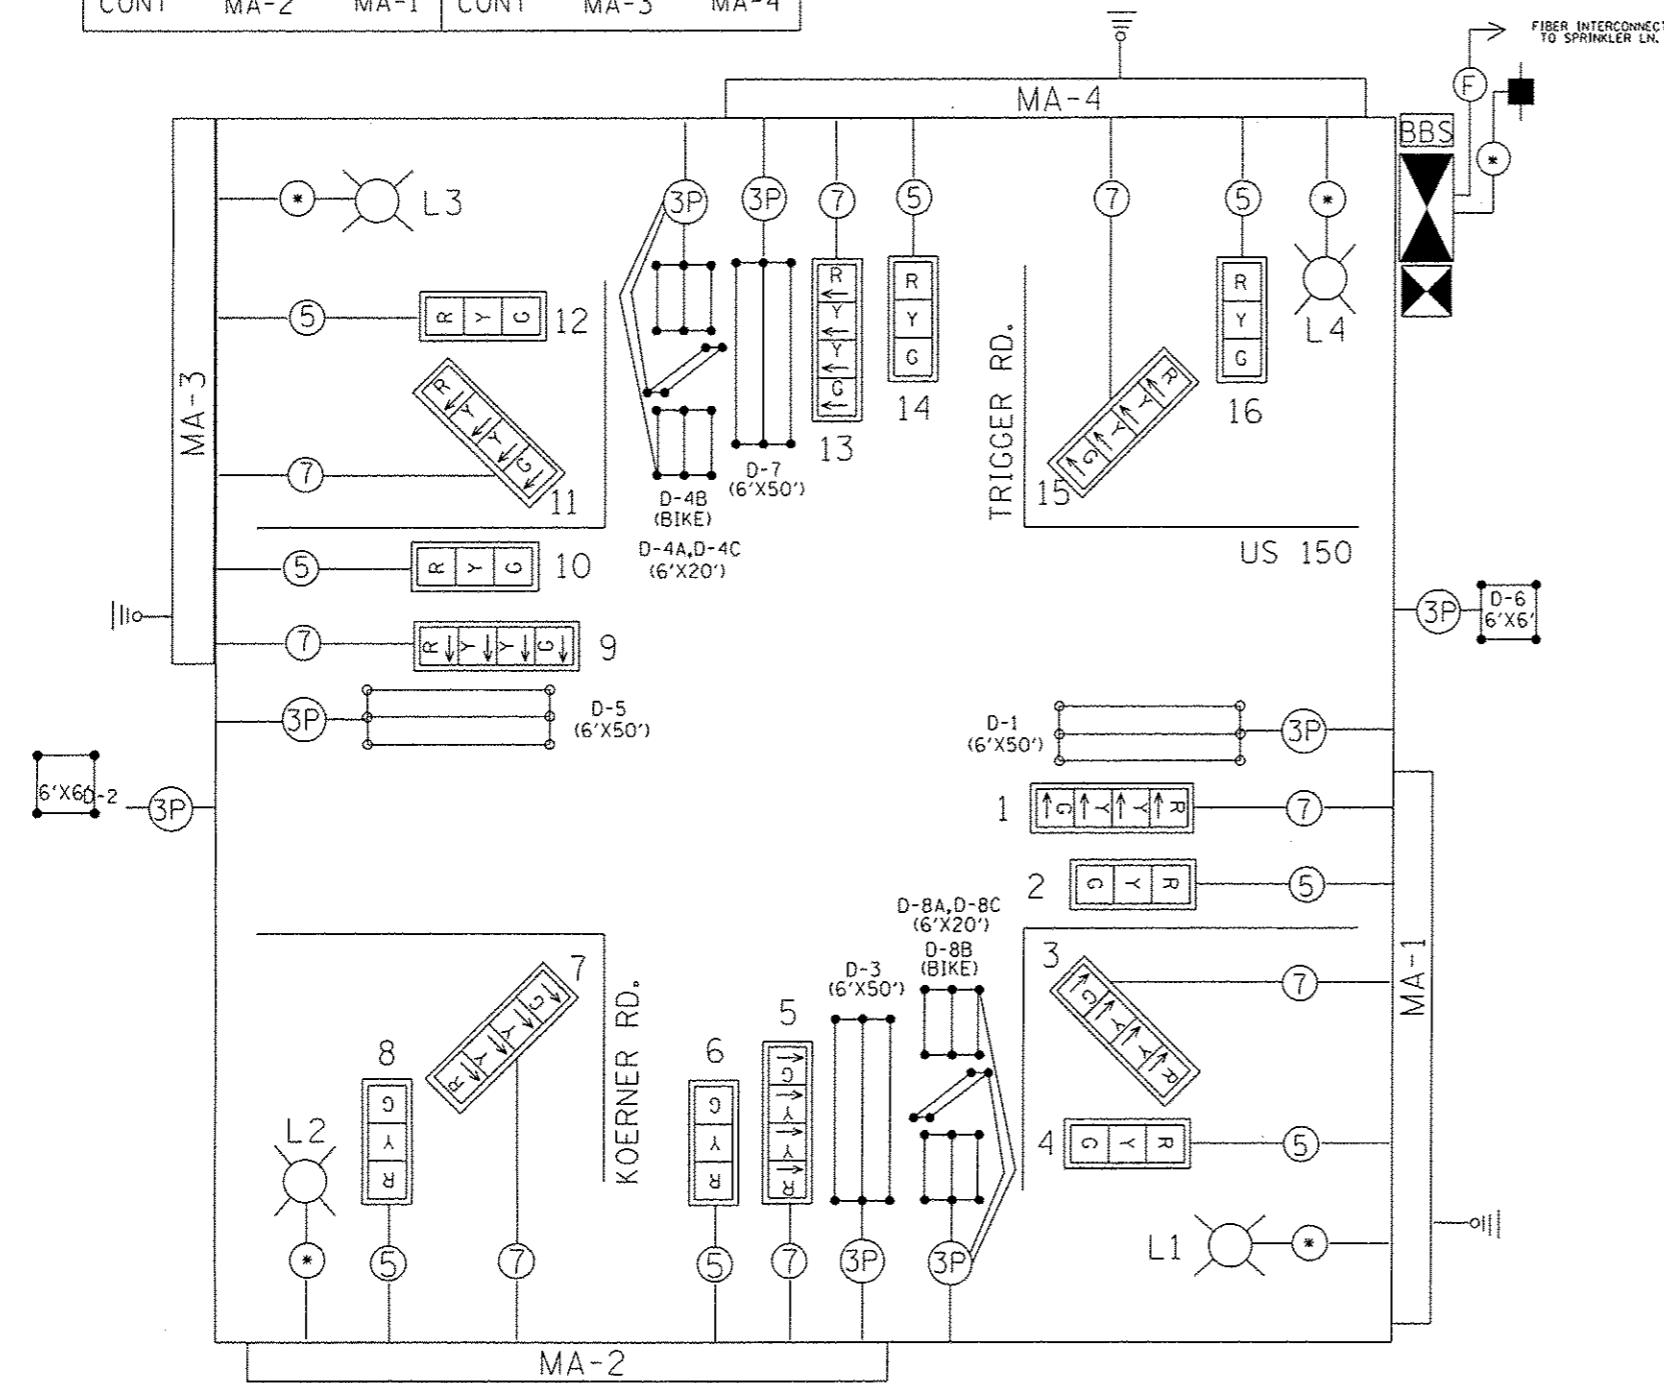 CONT MA-2 MA-1 CONT MA-3 MA-4
FIBER INTERCONNECT
TO SPRINKLER LN.
F
MA-4
BBS
*
MA-3
* L3
3P
3P
7
5
7
5
*
5
R Y G
12
R
Y
Y
G
13
R
Y
G
14
R
Y
G
16
L4
R Y Y G
11
7
R Y Y G
15
TRIGGER RD.
D-7
(6'X50')
D-4B
(BIKE)
D-4A,D-4C
(6'X20')
5
R Y G
10
US 150
7
R Y Y G
9
3P
D-6
6'X6'
3P
D-5
(6'X50')
D-1
(6'X50')
3P
6'X6'
D-2
3P
1
G Y Y R
7
2
G Y R
5
MA-1
D-8A,D-8C
(6'X20')
D-8B
(BIKE)
D-3
(6'X50')
3
G Y Y R
7
7
G Y Y R
KOERNER RD.
5
G
Y
Y
R
6
G
Y
R
8
G
Y
R
4
G Y R
5
L2
*
5
7
5
7
3P
3P
L1 *
MA-2